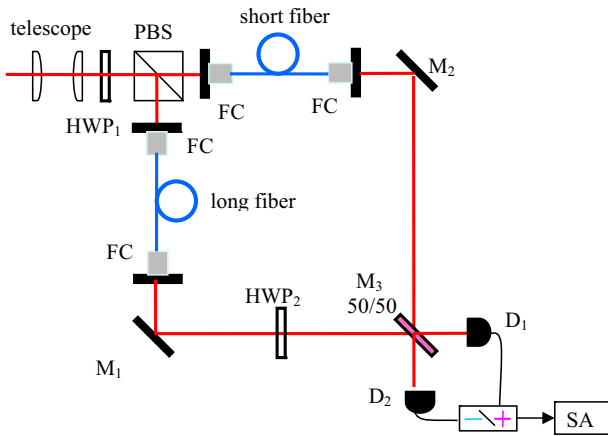 short fiber
telescope
PBS
M2
FC
FC
HWP1
FC
long fiber
FC
M3
50/50
HWP2
D1
M1
D2
− \ +
SA